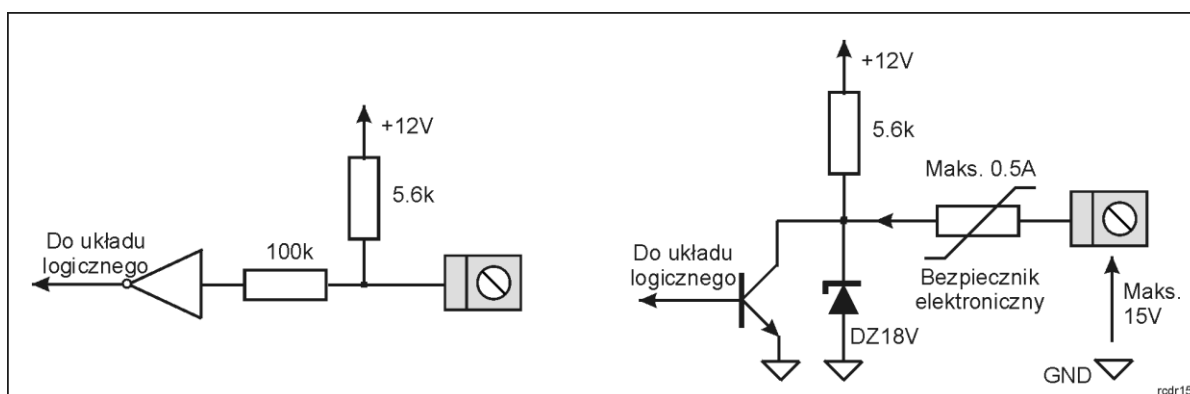 +12V
5.6k
Do układu
logicznego
100k
+12V
5.6k
Maks. 0.5A
Do układu
logicznego
Bezpiecznik
elektroniczny
DZ18V
Maks.
15V
GND
rcdr15